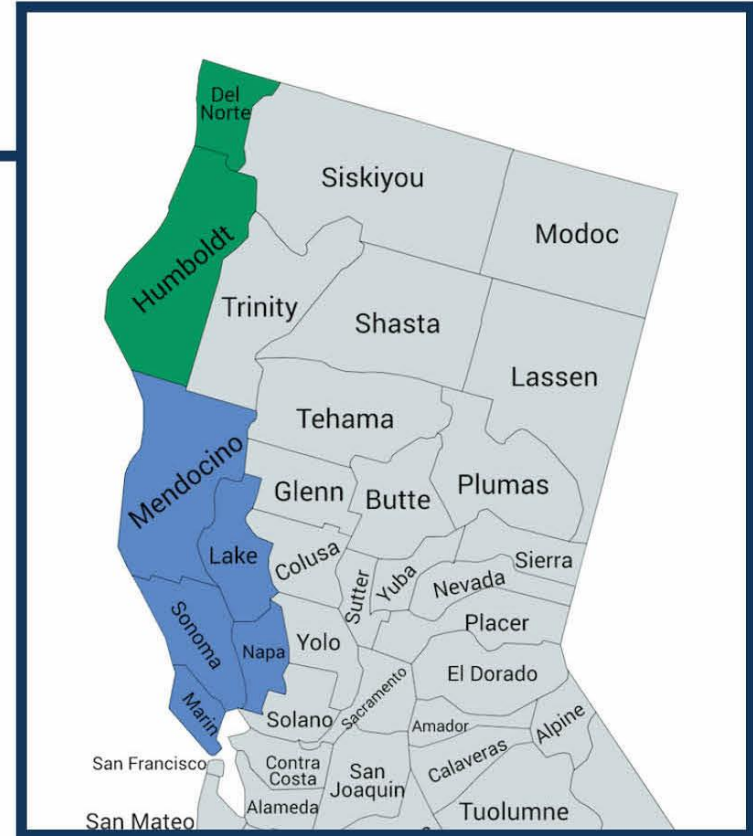 Del
Norte
Siskiyou
Modoc
Humboldt
Trinity
Shasta
Lassen
Tehama
Mendocino
Glenn
Butte
Plumas
Lake
Colusa
Sutter
Yuba
Nevada
Sierra
Sonoma
Napa
Yolo
Placer
El Dorado
Marin
Solano
Sacramento
Amador
Alpine
San Francisco
Contra
Costa
San
Joaquin
Calaveras
Alameda
San Mateo
Tuolumne